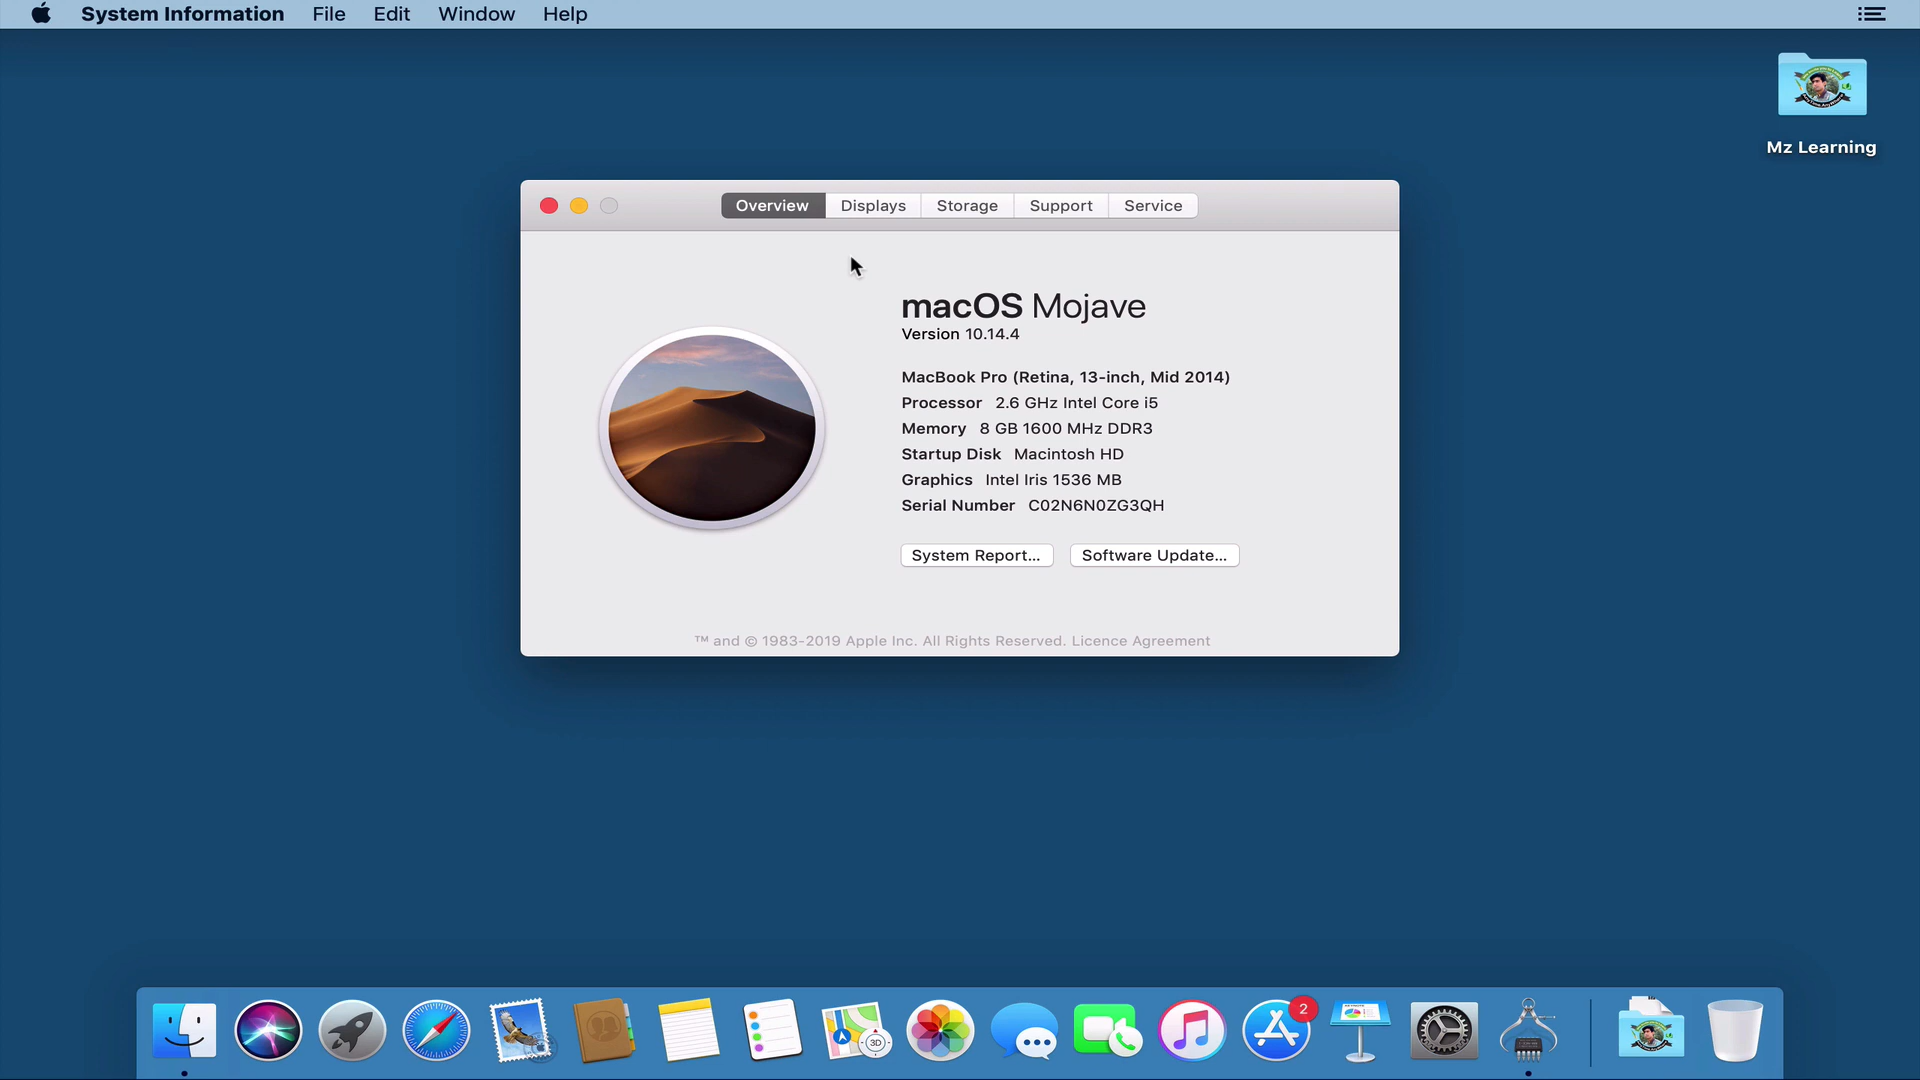 System Information File Edit Window Help
Mz Learning
Overview Displays Storage Support Service
macOS Mojave
Version 10.14.4
MacBook Pro (Retina, 13-inch, Mid 2014)
Processor 2.6 GHz Intel Core i5
Memory 8 GB 1600 MHz DDR3
Startup Disk Macintosh HD
Graphics Intel Iris 1536 MB
Serial Number C02N6N0ZG3QH
System Report... Software Update...
™ and © 1983-2019 Apple Inc. All Rights Reserved. Licence Agreement
3D
2